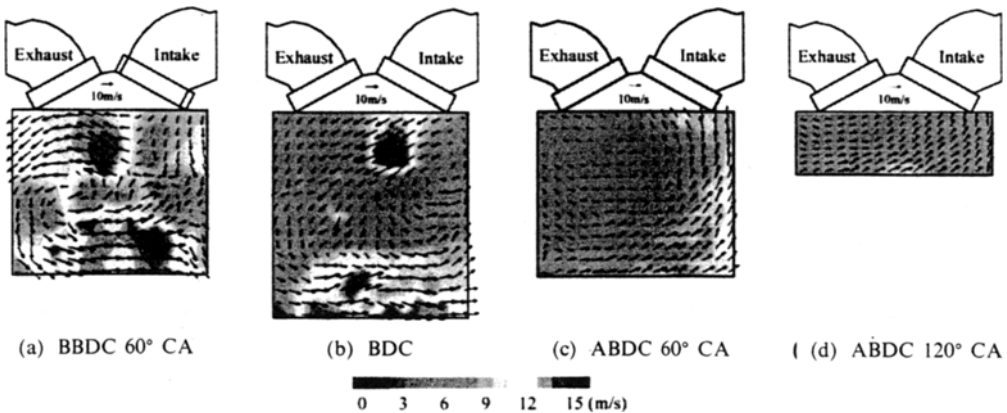 Exhaust Intake
10m/s
Exhaust Intake
10m/s
Exhaust Intake
10m/s
Exhaust Intake
10m/s
(a) BBDC 60° CA
(b) BDC
(c) ABDC 60° CA
(d) ABDC 120° CA
0 3 6 9 12 15 (m/s)